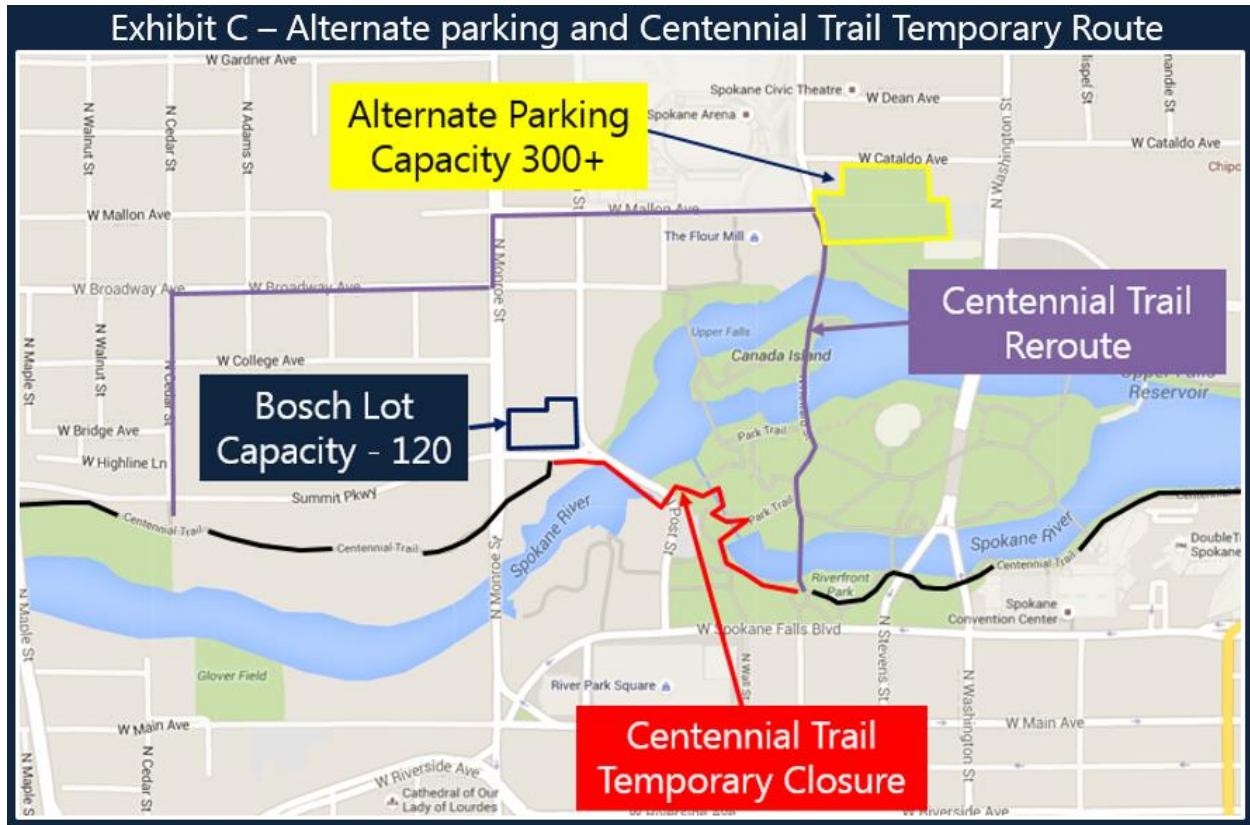 Exhibit C – Alternate parking and Centennial Trail Temporary Route
W Gardner Ave
Spokane Civic Theatre
W Dean Ave
Spokane Arena
Alternate Parking
Capacity 300+
N Walnut St
N Cedar St
N Adams St
N Washington St
W Cataldo Ave
W Cataldo Ave
W Mallon Ave
W Mallon Ave
The Flour Mill
N Monroe St
W Broadway Ave
W Broadway Ave
Centennial Trail
Reroute
Upper Falls
Canada Island
Reservoir
N Maple St
N Walnut St
N Cedar St
W College Ave
Bosch Lot
Capacity - 120
W Bridge Ave
W Highline Ln
Summit Pkwy
Park Trail
Park Trail
Centennial Trail
Centennial Trail
Centennial Trail
Spokane River
Spokane River
N Post St
N Monroe St
Riverfront
Park
Spokane
Convention Center
W Spokane Falls Blvd
N Stevens St
N Washington St
N Wall St
N Maple St
Glover Field
River Park Square
W Main Ave
W Main Ave
N Cedar St
Centennial Trail
Temporary Closure
W Riverside Ave
Cathedral of Our
Lady of Lourdes